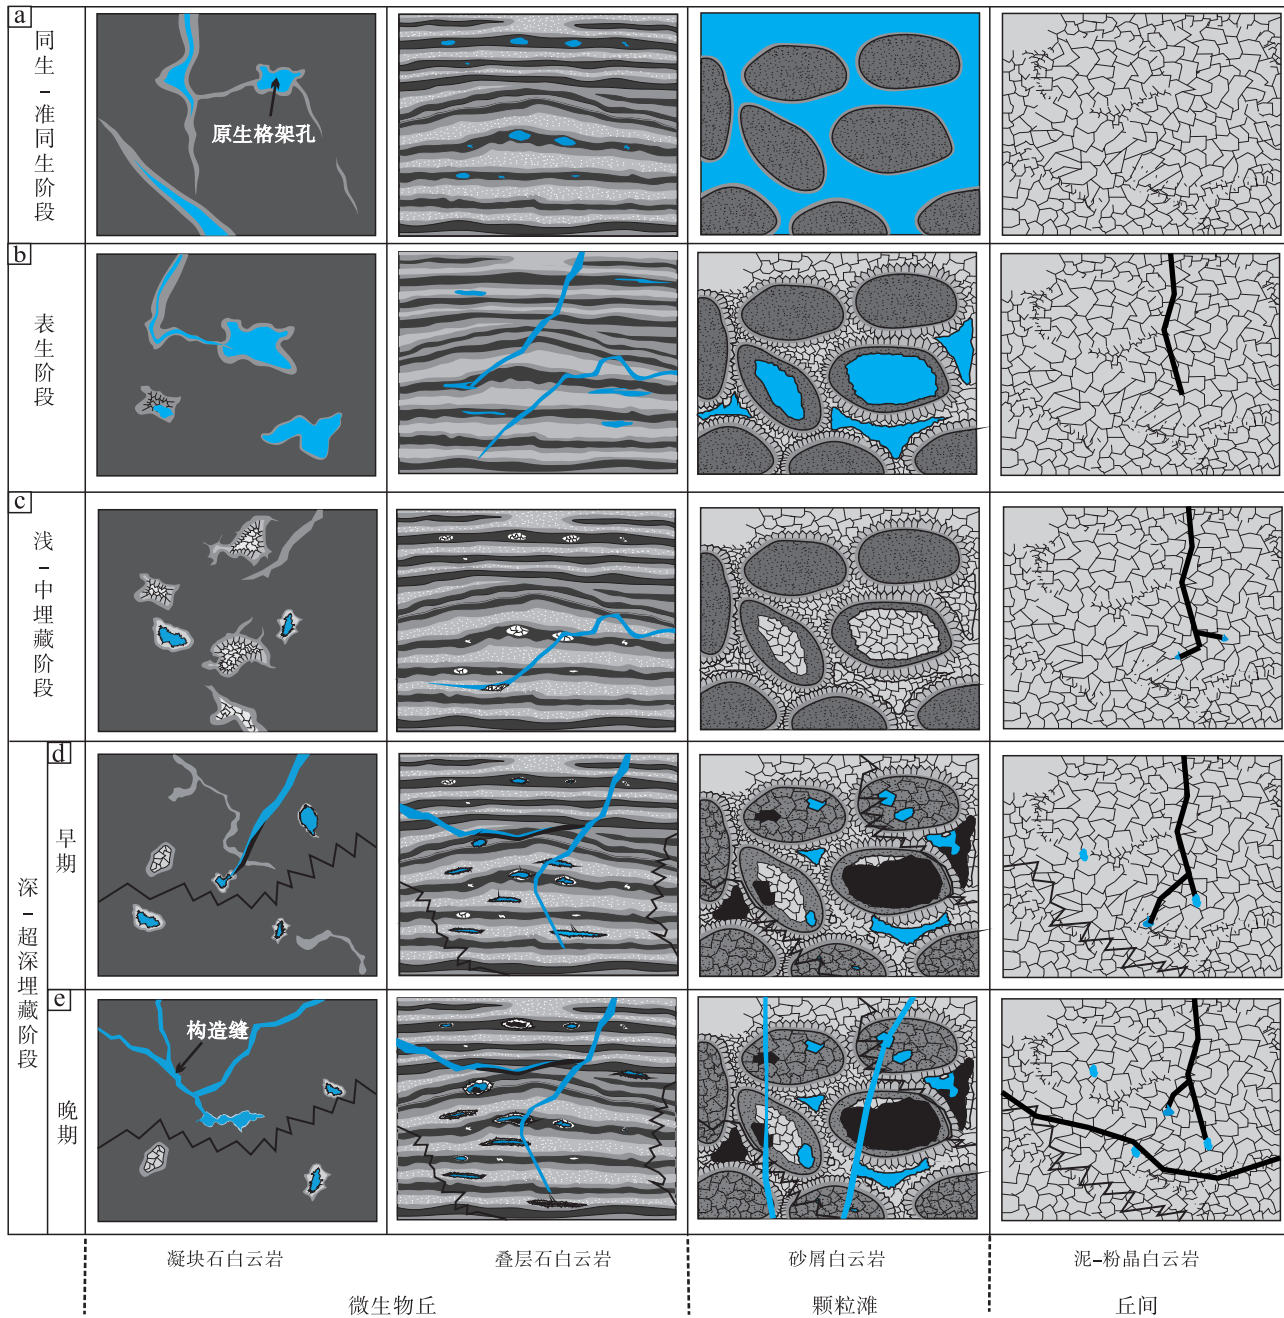 a
同生-准同生阶段
原生格架孔
b
表生阶段
c
浅-中埋藏阶段
深-超深埋藏阶段
d
早期
e
晚期
构造缝
凝块石白云岩
叠层石白云岩
砂屑白云岩
泥-粉晶白云岩
微生物丘
颗粒滩
丘间